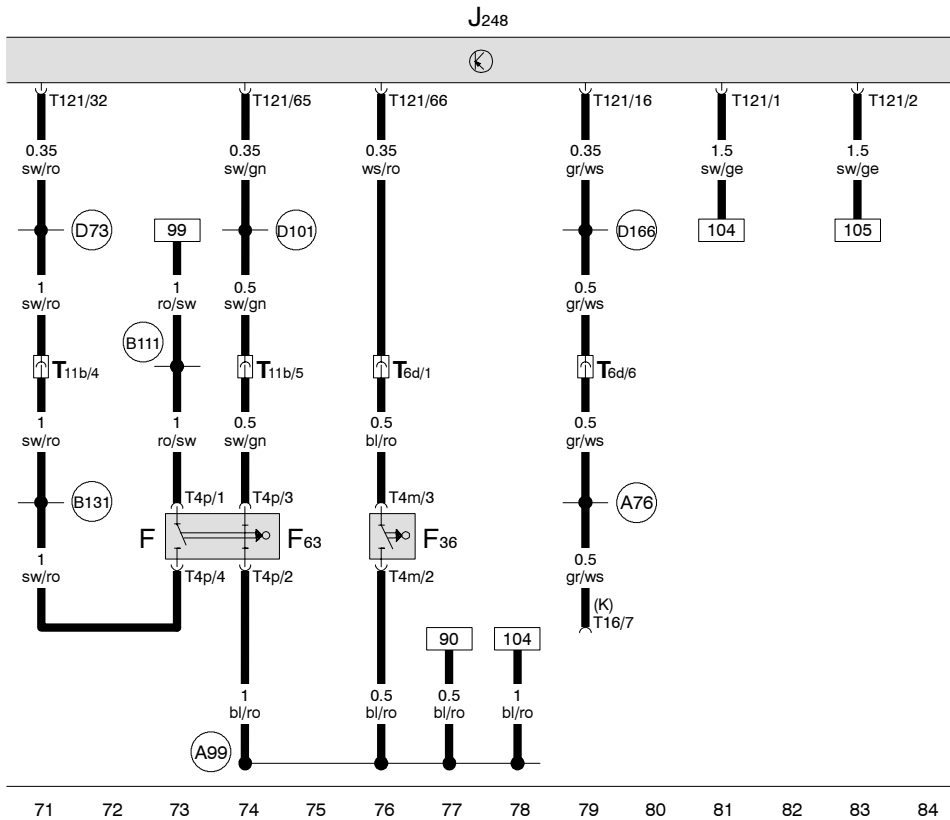 J248
T121/32 T121/65 T121/66 T121/16 T121/1 T121/2
0.35 0.35 0.35 0.35 1.5 1.5
sw/ro sw/gn ws/ro gr/ws sw/ge sw/ge
D73 99 D101 D166 104 105
1 1 0.5 0.5
sw/ro ro/sw sw/gn gr/ws
B111
T11b/4 T11b/5 T6d/1 T6d/6
1 1 0.5 0.5 0.5
sw/ro ro/sw sw/gn bl/ro gr/ws
B131 T4p/1 T4p/3 T4m/3 A76
F F63 F36
1 0.5
sw/ro T4p/4 T4p/2 T4m/2 gr/ws
(K)
T16/7
90 104
1 0.5 0.5 1
bl/ro bl/ro bl/ro bl/ro
A99
71 72 73 74 75 76 77 78 79 80 81 82 83 84